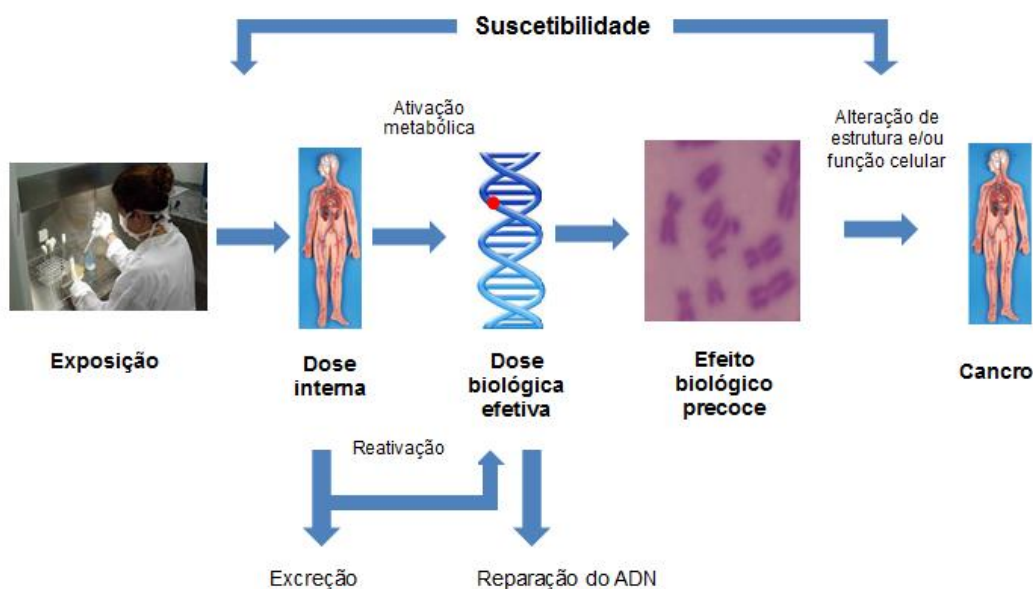 Suscetibilidade
Ativação
metabólica
Alteração de
estrutura e/ou
função celular
Exposição
Dose
interna
Dose
biológica
efetiva
Efeito
biológico
precoce
Cancro
Reativação
Excreção
Reparação do ADN